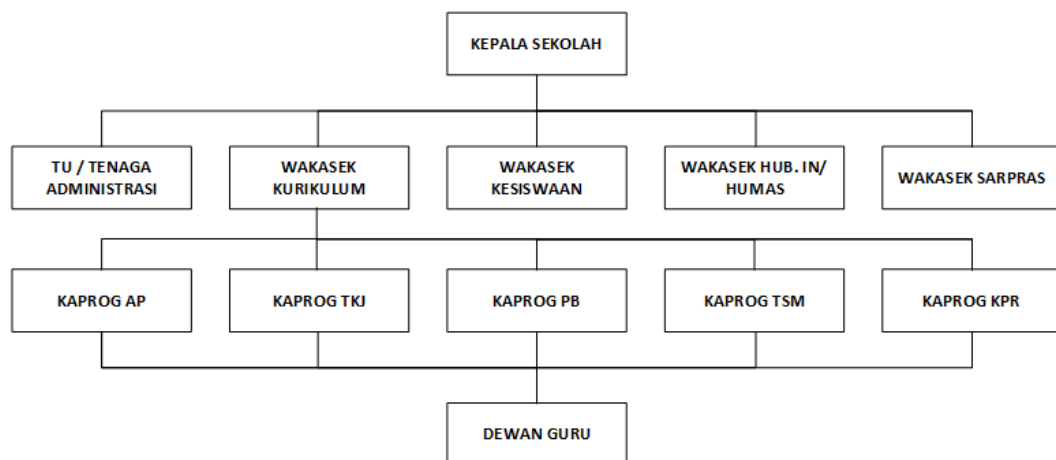 KEPALA SEKOLAH
TU / TENAGA
ADMINISTRASI
WAKASEK
KURIKULUM
WAKASEK
KESISWAAN
WAKASEK HUB. IN/
HUMAS
WAKASEK SARPRAS
KAPROG AP
KAPROG TKJ
KAPROG PB
KAPROG TSM
KAPROG KPR
DEWAN GURU